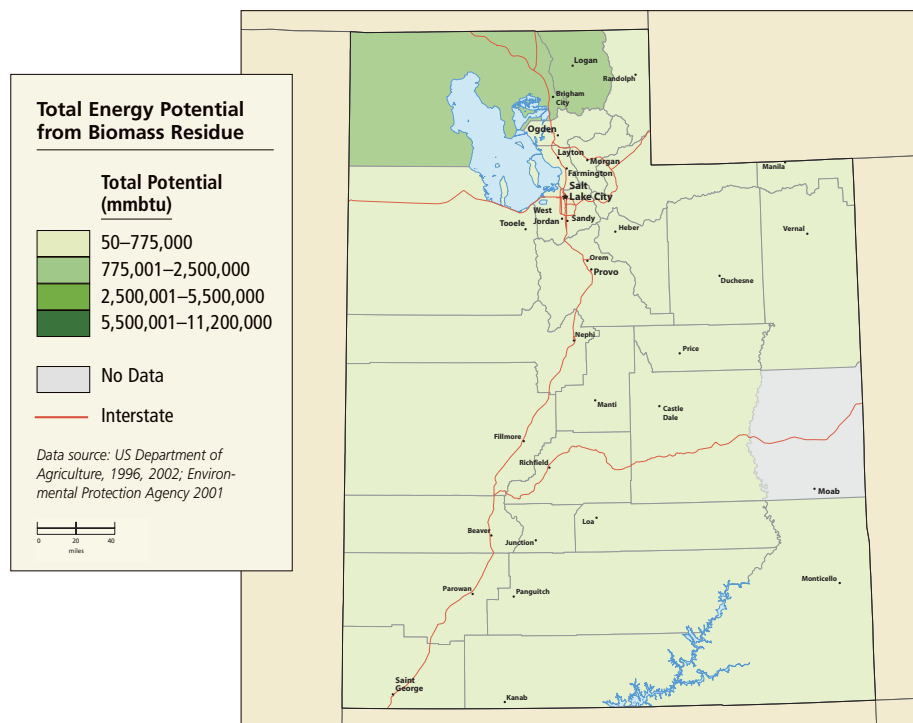 Total Energy Potential
from Biomass Residue
Total Potential
(mmbtu)
50–775,000
775,001–2,500,000
2,500,001–5,500,000
5,500,001–11,200,000
No Data
Interstate
Data source: US Department of
Agriculture, 1996, 2002; Environ-
mental Protection Agency 2001
0 20 40
miles
Logan
Randolph
Brigham
City
Ogden
Layton
Morgan
Farmington
Salt
Lake City
Manila
West
Jordan
Sandy
Tooele
Heber
Vernal
Orem
Provo
Duchesne
Nephi
Price
Manti
Castle
Dale
Fillmore
Richfield
Moab
Loa
Beaver
Junction
Monticello
Parowan
Panguitch
Saint
George
Kanab